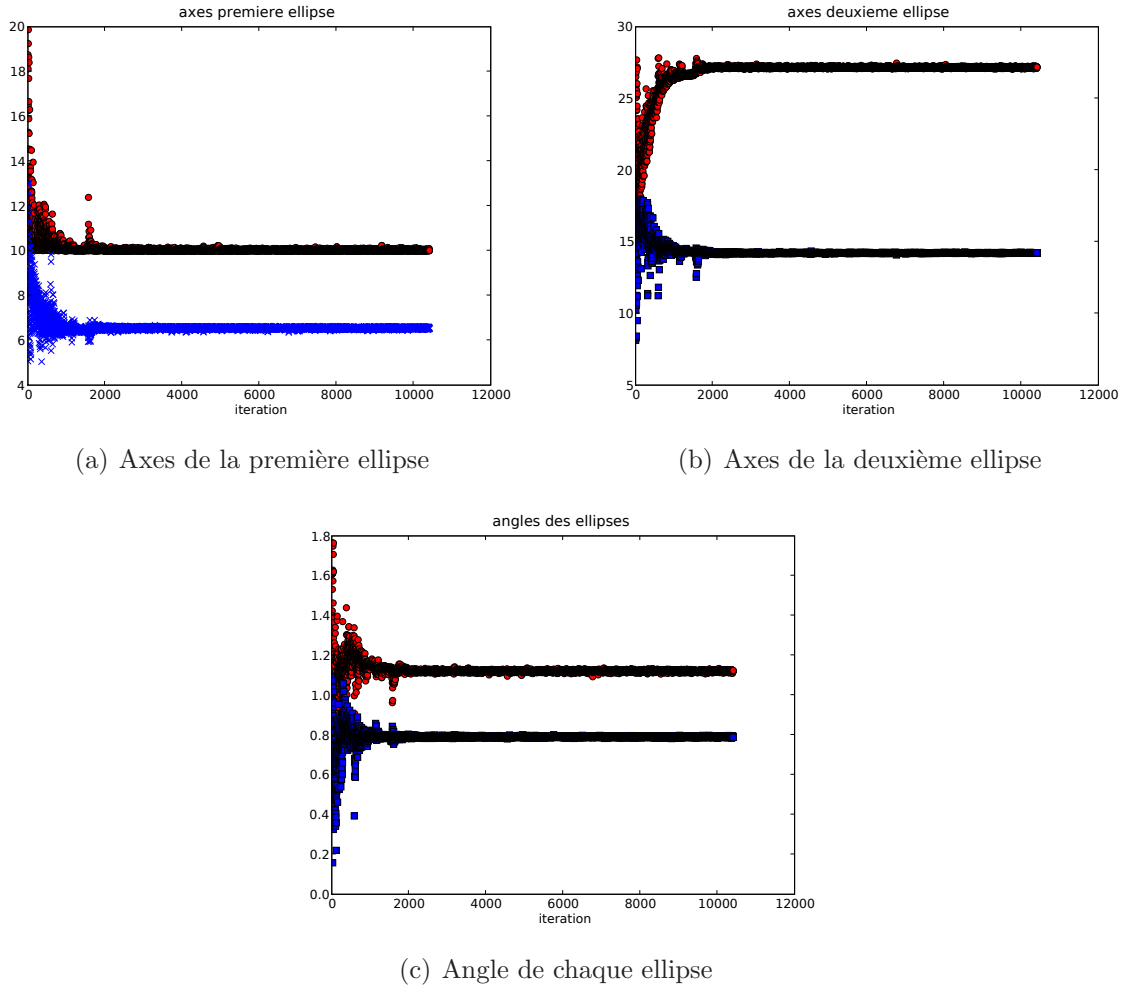 axes premiere ellipse
20
18
16
14
12
10
8
6
4
0 2000 4000 6000 8000 10000 12000
iteration
(a) Axes de la première ellipse
axes deuxieme ellipse
30
25
20
15
10
5
0 2000 4000 6000 8000 10000 12000
iteration
(b) Axes de la deuxième ellipse
angles des ellipses
1.8
1.6
1.4
1.2
1.0
0.8
0.6
0.4
0.2
0.0
0 2000 4000 6000 8000 10000 12000
iteration
(c) Angle de chaque ellipse